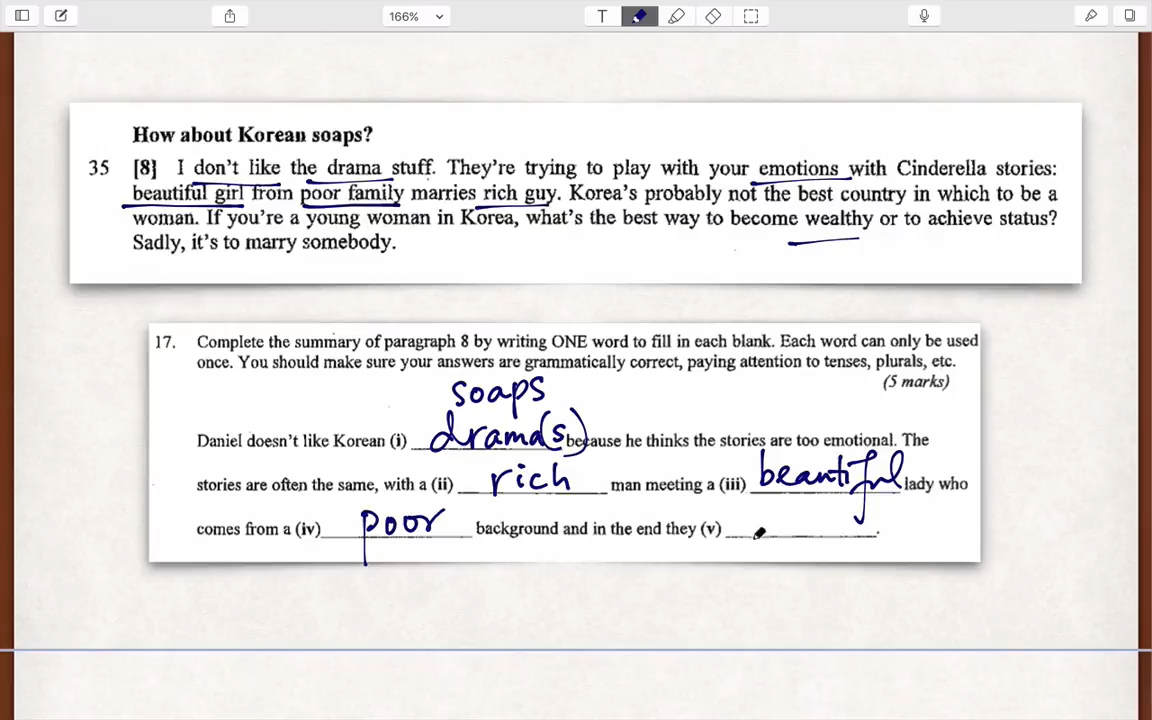 166%
T
How about Korean soaps?
35 [8] I don't like the drama stuff. They're trying to play with your emotions with Cinderella stories:
beautiful girl from poor family marries rich guy. Korea's probably not the best country in which to be a
woman. If you're a young woman in Korea, what's the best way to become wealthy or to achieve status?
Sadly, it's to marry somebody.
17. Complete the summary of paragraph 8 by writing ONE word to fill in each blank. Each word can only be used
once. You should make sure your answers are grammatically correct, paying attention to tenses, plurals, etc.
(5 marks)
soaps
Daniel doesn't like Korean (i) drama(s) because he thinks the stories are too emotional. The
stories are often the same, with a (ii) rich man meeting a (iii) beautiful lady who
comes from a (iv) poor background and in the end they (v) .